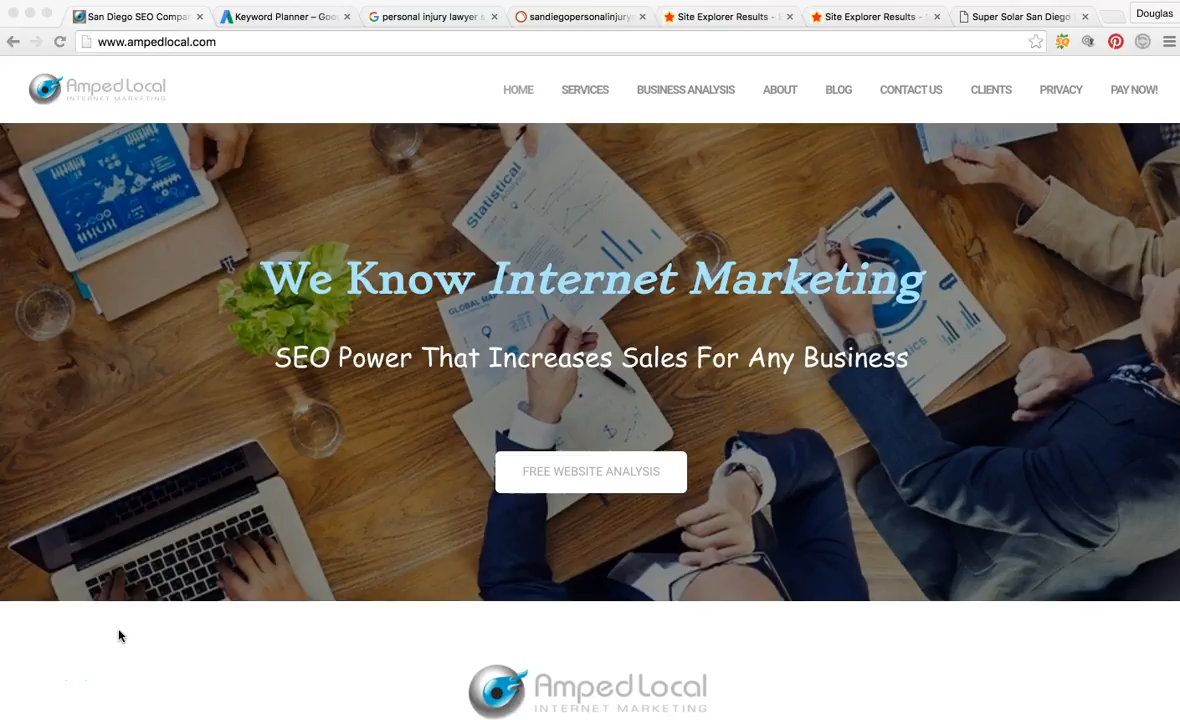 San Diego SEO Compa
Keyword Planner – Goo
personal injury lawyer s
sandiegopersonalinjury
Site Explorer Results -
Site Explorer Results -
Super Solar San Diego
Douglas
www.ampedlocal.com
Amped Local
INTERNET MARKETING
HOME
SERVICES
BUSINESS ANALYSIS
ABOUT
BLOG
CONTACT US
CLIENTS
PRIVACY
PAY NOW!
Statistical
GLOBAL MAR
We Know Internet Marketing
SEO Power That Increases Sales For Any Business
FREE WEBSITE ANALYSIS
Amped Local
INTERNET MARKETING